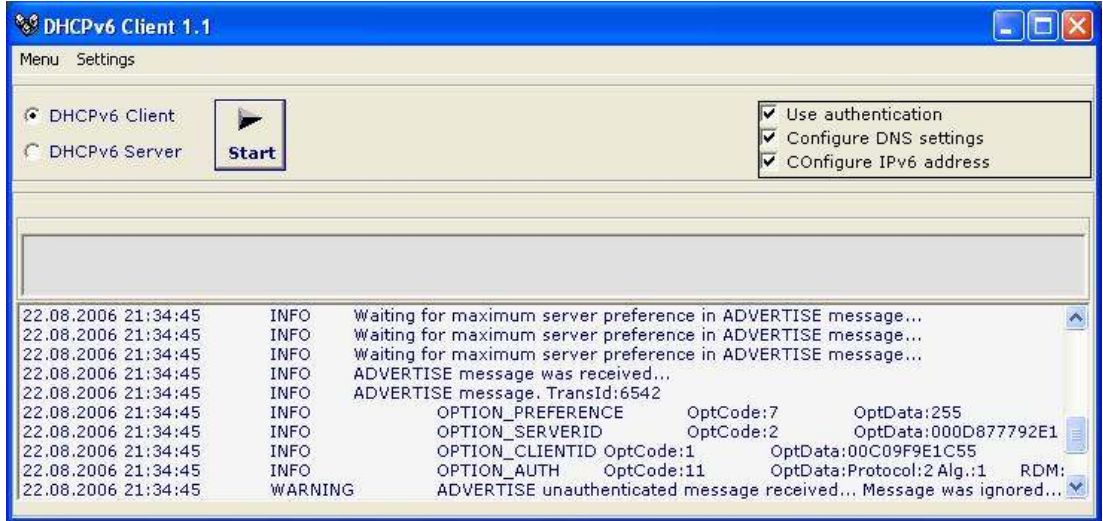 DHCPv6 Client 1.1
Menu Settings
DHCPv6 Client
DHCPv6 Server
Start
Use authentication
Configure DNS settings
COnfigure IPv6 address
22.08.2006 21:34:45 INFO Waiting for maximum server preference in ADVERTISE message...
22.08.2006 21:34:45 INFO Waiting for maximum server preference in ADVERTISE message...
22.08.2006 21:34:45 INFO Waiting for maximum server preference in ADVERTISE message...
22.08.2006 21:34:45 INFO ADVERTISE message was received...
22.08.2006 21:34:45 INFO ADVERTISE message. TransId:6542
22.08.2006 21:34:45 INFO OPTION_PREFERENCE OptCode:7 OptData:255
22.08.2006 21:34:45 INFO OPTION_SERVERID OptCode:2 OptData:000D877792E1
22.08.2006 21:34:45 INFO OPTION_CLIENTID OptCode:1 OptData:00C09F9E1C55
22.08.2006 21:34:45 INFO OPTION_AUTH OptCode:11 OptData:Protocol:2 Alg.:1 RDM:
22.08.2006 21:34:45 WARNING ADVERTISE unauthenticated message received... Message was ignored...